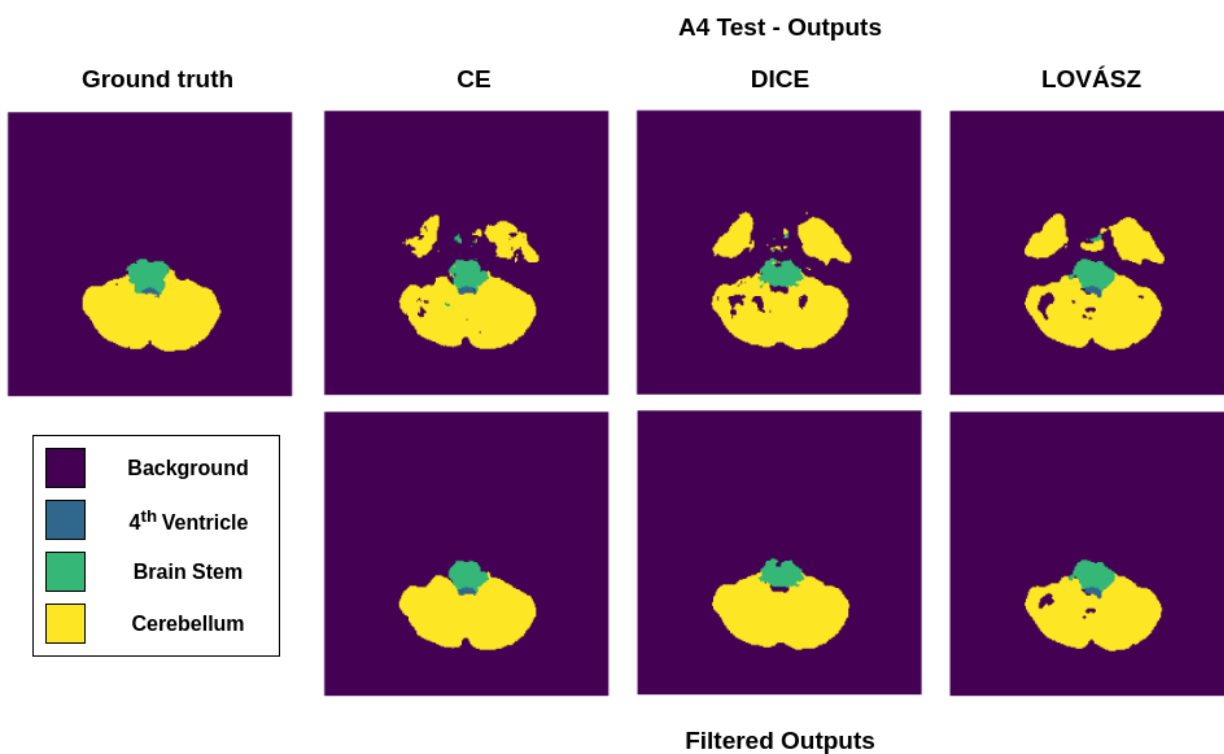 A4 Test - Outputs
Ground truth
CE
DICE
LOVÁSZ
Background
4th Ventricle
Brain Stem
Cerebellum
Filtered Outputs